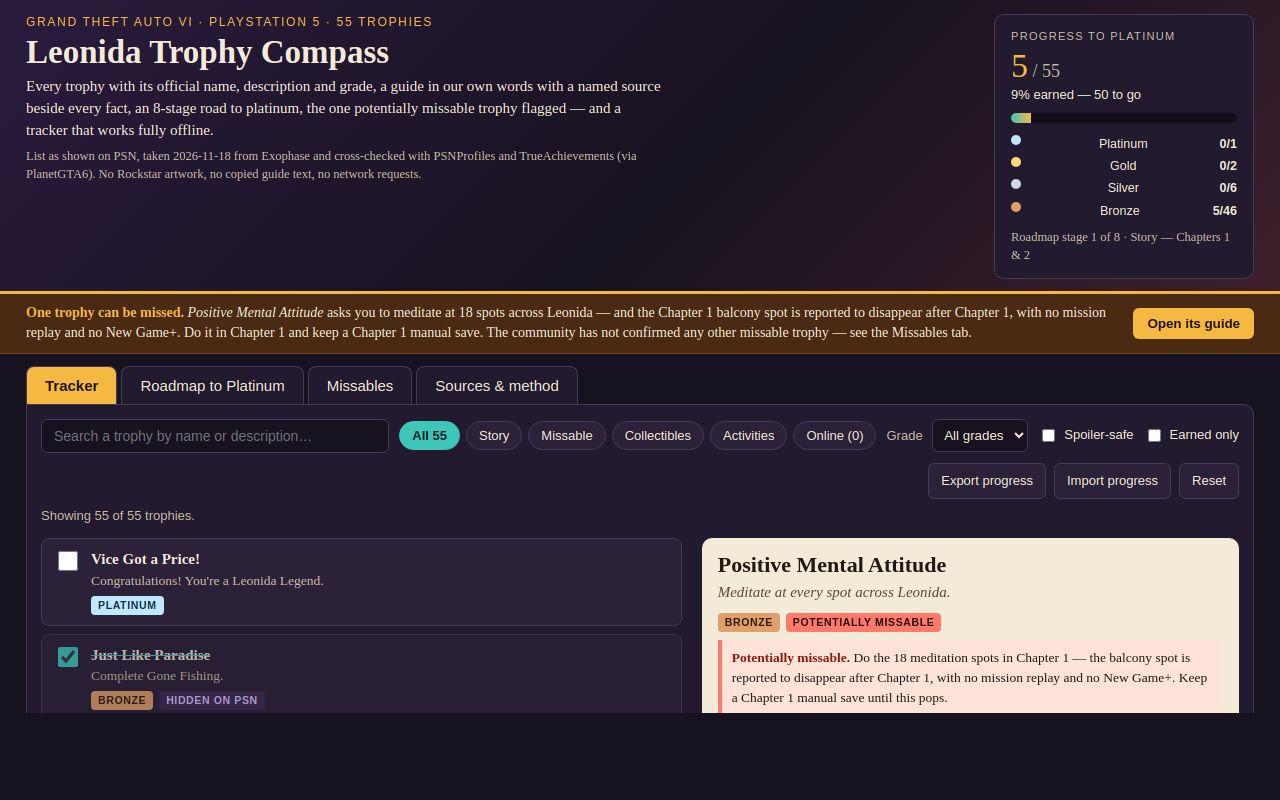 GRAND THEFT AUTO VI · PLAYSTATION 5 · 55 TROPHIES
Leonida Trophy Compass
Every trophy with its official name, description and grade, a guide in our own words with a named source
beside every fact, an 8-stage road to platinum, the one potentially missable trophy flagged — and a
tracker that works fully offline.
List as shown on PSN, taken 2026-11-18 from Exophase and cross-checked with PSNProfiles and TrueAchievements (via
PlanetGTA6). No Rockstar artwork, no copied guide text, no network requests.
PROGRESS TO PLATINUM
5 / 55
9% earned — 50 to go
Platinum 0/1
Gold 0/2
Silver 0/6
Bronze 5/46
Roadmap stage 1 of 8 · Story — Chapters 1
& 2
One trophy can be missed. Positive Mental Attitude asks you to meditate at 18 spots across Leonida — and the Chapter 1 balcony spot is reported to disappear after Chapter 1, with no mission
replay and no New Game+. Do it in Chapter 1 and keep a Chapter 1 manual save. The community has not confirmed any other missable trophy — see the Missables tab.
Open its guide
Tracker
Roadmap to Platinum
Missables
Sources & method
Search a trophy by name or description…
All 55
Story
Missable
Collectibles
Activities
Online (0)
Grade
All grades
Spoiler-safe
Earned only
Export progress
Import progress
Reset
Showing 55 of 55 trophies.
Vice Got a Price!
Congratulations! You're a Leonida Legend.
PLATINUM
Just Like Paradise
Complete Gone Fishing.
BRONZE
HIDDEN ON PSN
Positive Mental Attitude
Meditate at every spot across Leonida.
BRONZE
POTENTIALLY MISSABLE
Potentially missable. Do the 18 meditation spots in Chapter 1 — the balcony spot is
reported to disappear after Chapter 1, with no mission replay and no New Game+. Keep
a Chapter 1 manual save until this pops.